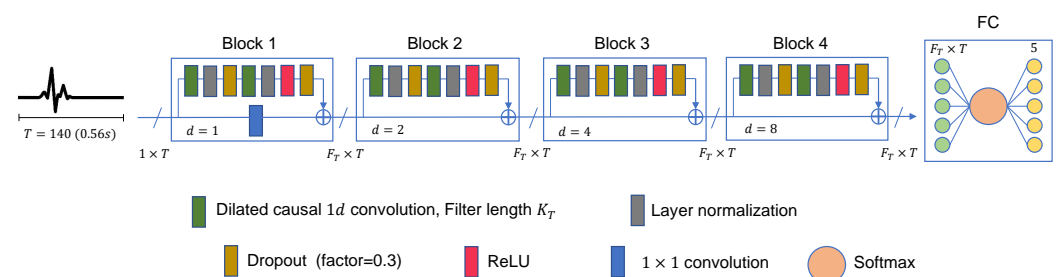 FC
Block 1
Block 2
Block 3
Block 4
F_T × T
5
T = 140 (0.56s)
d = 1
d = 2
d = 4
d = 8
1 × T
F_T × T
F_T × T
F_T × T
F_T × T
Dilated causal 1d convolution, Filter length K_T
Layer normalization
Dropout (factor=0.3)
ReLU
1 × 1 convolution
Softmax